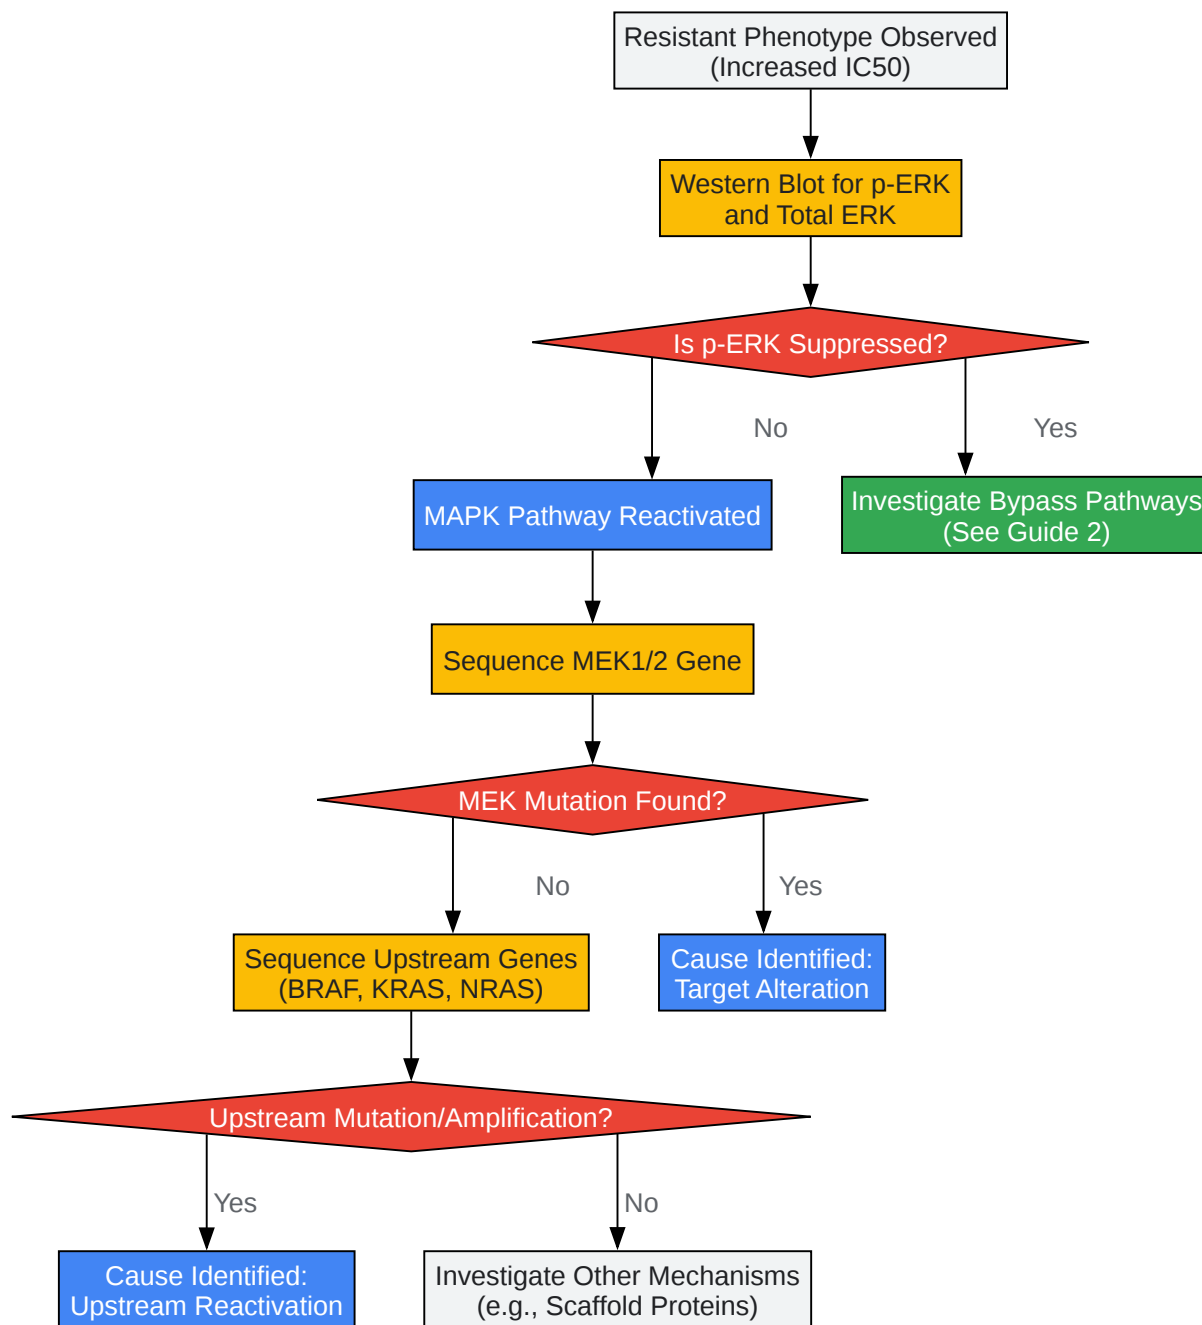 Resistant Phenotype Observed
(Increased IC50)
Western Blot for p-ERK
and Total ERK
Is p-ERK Suppressed?
No
Yes
MAPK Pathway Reactivated
Investigate Bypass Pathways
(See Guide 2)
Sequence MEK1/2 Gene
MEK Mutation Found?
No
Yes
Sequence Upstream Genes
(BRAF, KRAS, NRAS)
Cause Identified:
Target Alteration
Upstream Mutation/Amplification?
Yes
No
Cause Identified:
Upstream Reactivation
Investigate Other Mechanisms
(e.g., Scaffold Proteins)